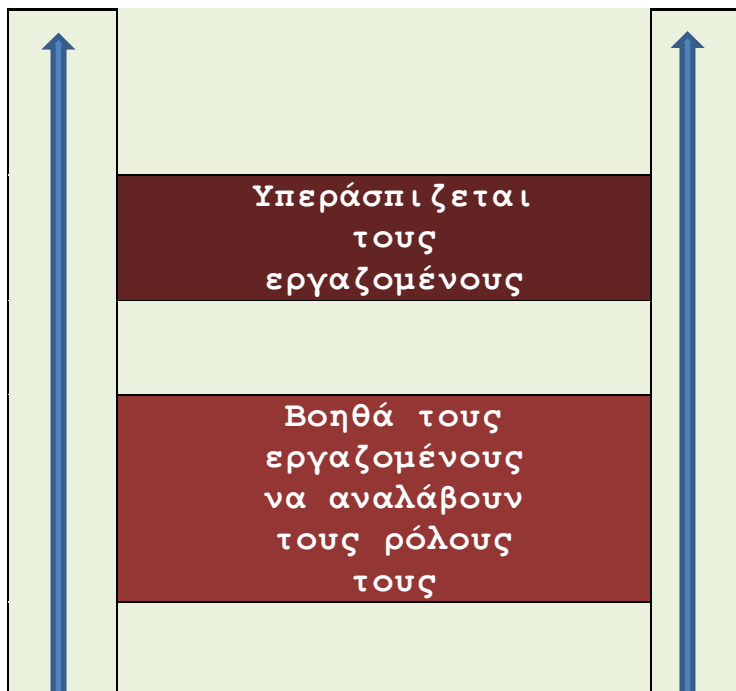 Υπεράσπιζεται
τους
εργαζομένους
Βοηθά τους
εργαζομένους
να αναλάβουν
τους ρόλους
τους